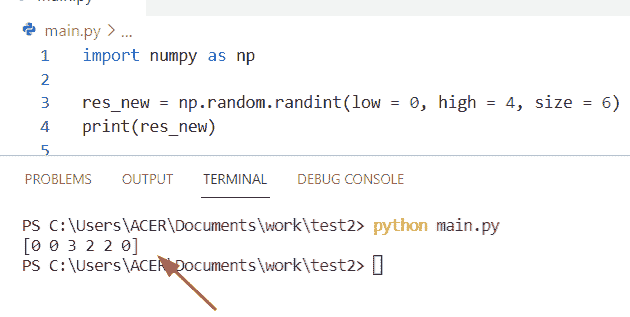 main.py
main.py > ...
1 import numpy as np
2
3 res_new = np.random.randint(low = 0, high = 4, size = 6)
4 print(res_new)
5
PROBLEMS OUTPUT TERMINAL DEBUG CONSOLE
PS C:\Users\ACER\Documents\work\test2> python main.py
[0 0 3 2 2 0]
PS C:\Users\ACER\Documents\work\test2>